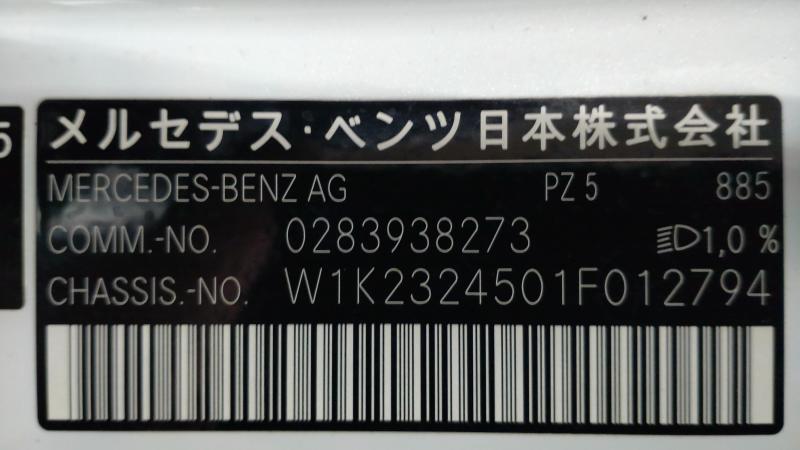 メルセデス・ベンツ日本株式会社
MERCEDES-BENZ AG PZ 5 885
COMM.-NO. 0283938273 1,0 %
CHASSIS.-NO. W1K2324501F012794
5